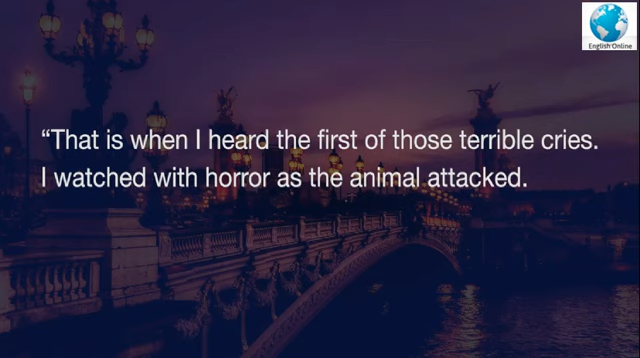 English Online
“That is when I heard the first of those terrible cries.
I watched with horror as the animal attacked.